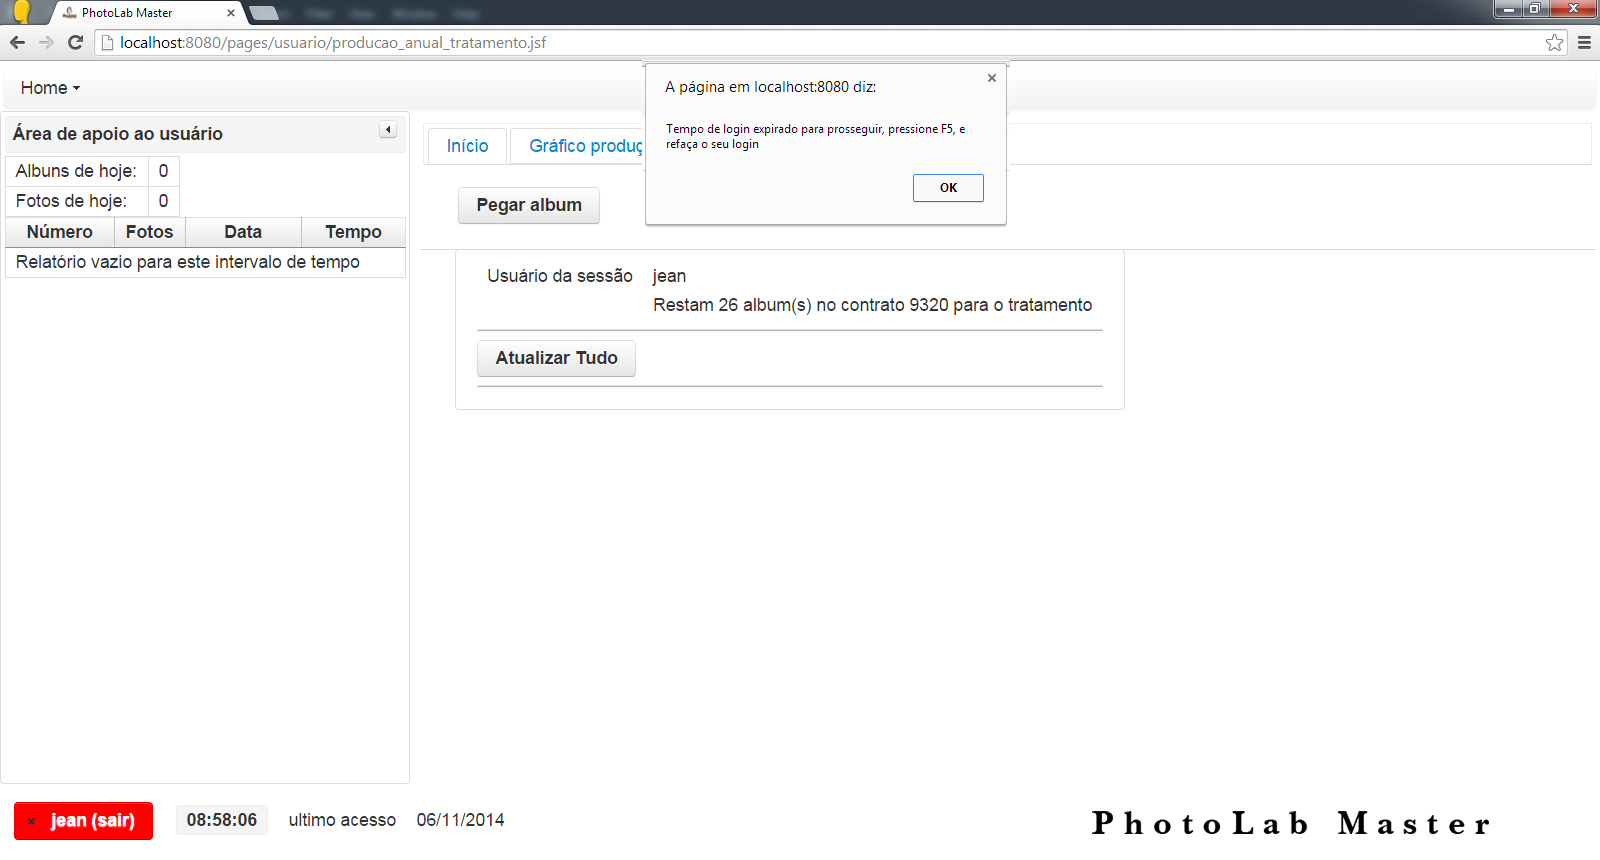 PhotoLab Master
localhost:8080/pages/usuario/producao_anual_tratamento.jsf
Home
A página em localhost:8080 diz:
Tempo de login expirado para prosseguir, pressione F5, e
refaça o seu login
OK
Área de apoio ao usuário
Albuns de hoje: 0
Fotos de hoje: 0
Número Fotos Data Tempo
Relatório vazio para este intervalo de tempo
Início Gráfico produç
Pegar album
Usuário da sessão jean
Restam 26 album(s) no contrato 9320 para o tratamento
Atualizar Tudo
jean (sair) 08:58:06 ultimo acesso 06/11/2014
PhotoLab Master